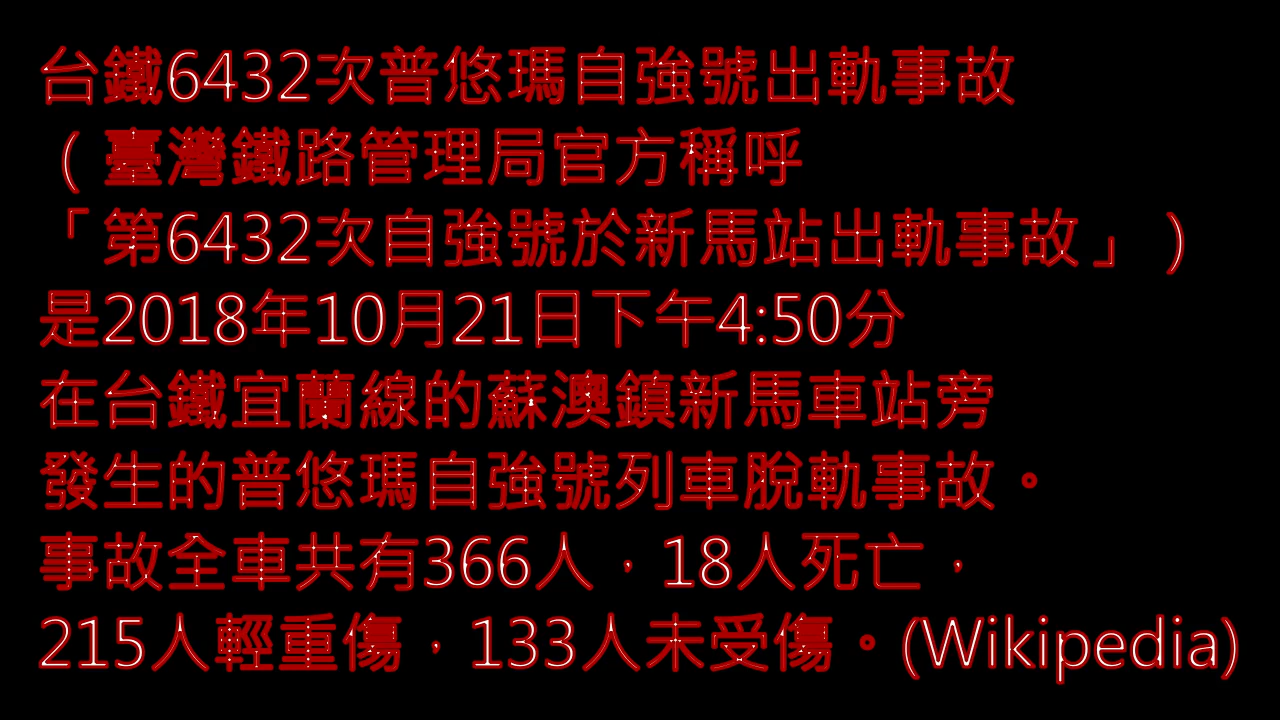 台鐵6432次普悠瑪自強號出軌事故
（臺灣鐵路管理局官方稱呼
「第6432次自強號於新馬站出軌事故」）
是2018年10月21日下午4:50分
在台鐵宜蘭線的蘇澳鎮新馬車站旁
發生的普悠瑪自強號列車脫軌事故。
事故全車共有366人，18人死亡，
215人輕重傷，133人未受傷。(Wikipedia)